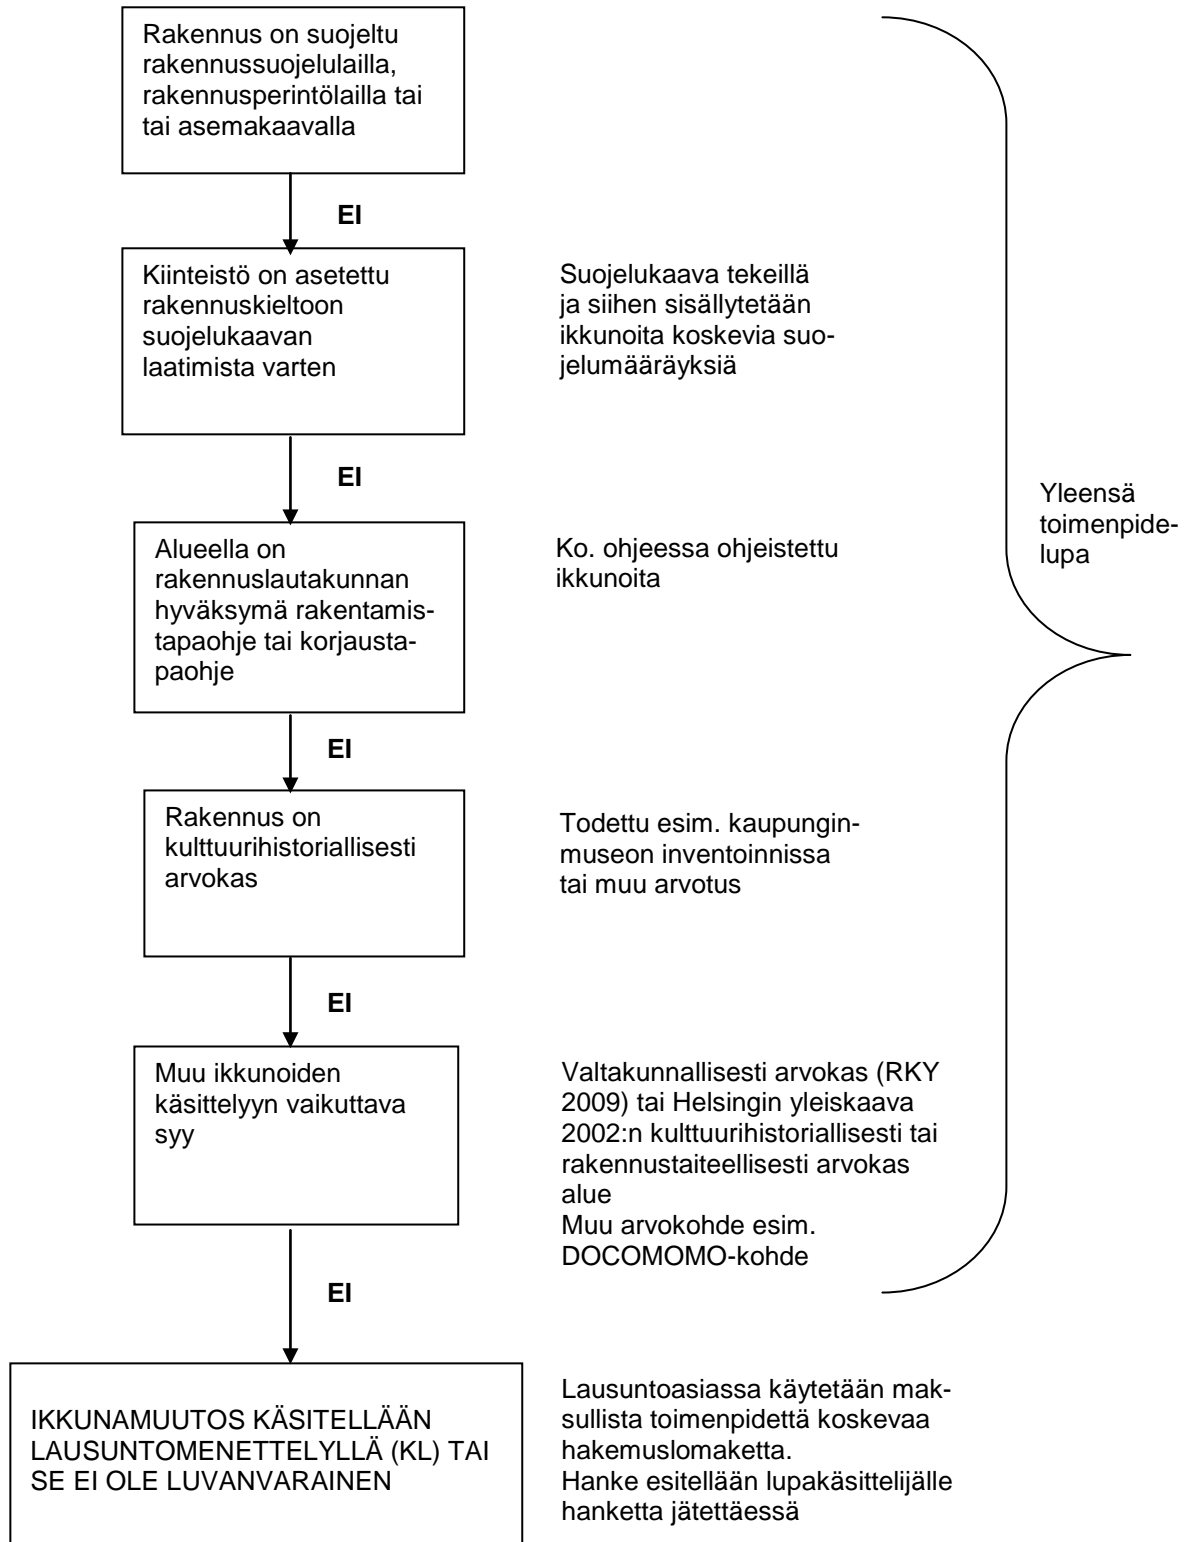 Rakennus on suojeltu
rakennussuojelulailla,
rakennusperintölailla tai
tai asemakaavalla
EI
Kiinteistö on asetettu
rakennuskieltoon
suojelukaavan
laatimista varten
Suojelukaava tekeillä
ja siihen sisällytetään
ikkunoita koskevia suo-
jelumääräyksiä
EI
Alueella on
rakennuslautakunnan
hyväksymä rakentamis-
tapaohje tai korjausta-
paohje
Ko. ohjeessa ohjeistettu
ikkunoita
Yleensä
toimenpide-
lupa
EI
Rakennus on
kulttuurihistoriallisesti
arvokas
Todettu esim. kaupungin-
museon inventoinnissa
tai muu arvotus
EI
Muu ikkunoiden
käsittelyyn vaikuttava
syy
Valtakunnallisesti arvokas (RKY
2009) tai Helsingin yleiskaava
2002:n kulttuurihistoriallisesti tai
rakennustaiteellisesti arvokas
alue
Muu arvokohde esim.
DOCOMOMO-kohde
EI
IKKUNAMUUTOS KÄSITELLÄÄN
LAUSUNTOMENETTELYLLÄ (KL) TAI
SE EI OLE LUVANVARAINEN
Lausuntoasiassa käytetään mak-
sullista toimenpidettä koskevaa
hakemuslomaketta.
Hanke esitellään lupakäsittelijälle
hanketta jätettäessä